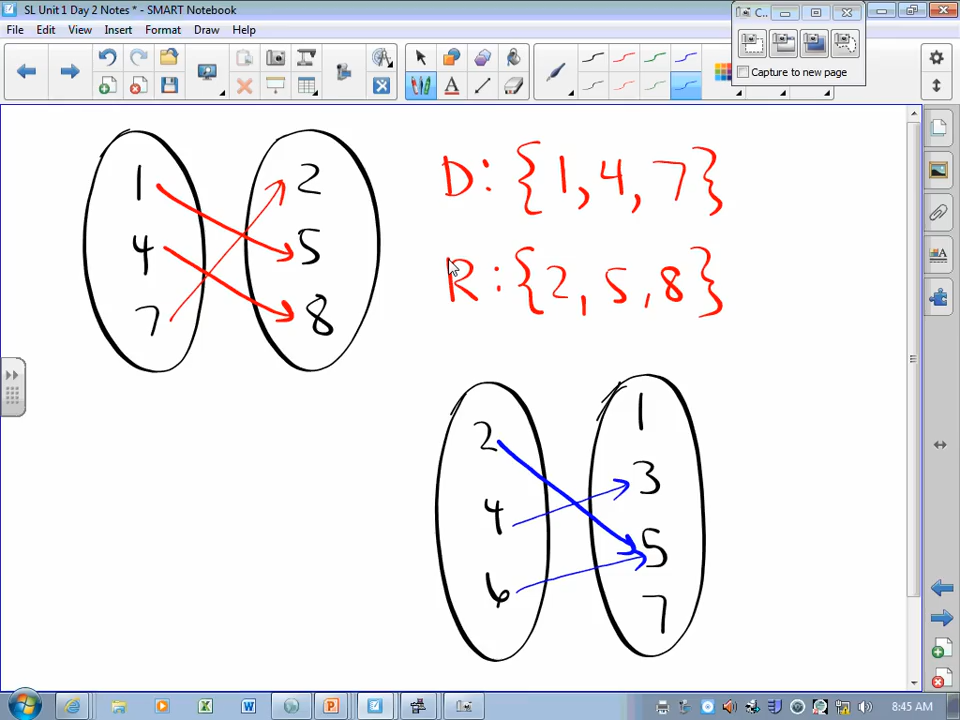 SL Unit 1 Day 2 Notes * - SMART Notebook
C..
File Edit View Insert Format Draw Help
Capture to new page
1 2
4 5
7 8
D: {1, 4, 7}
R: {2, 5, 8}
2 1
4 3
6 5
7
8:45 AM